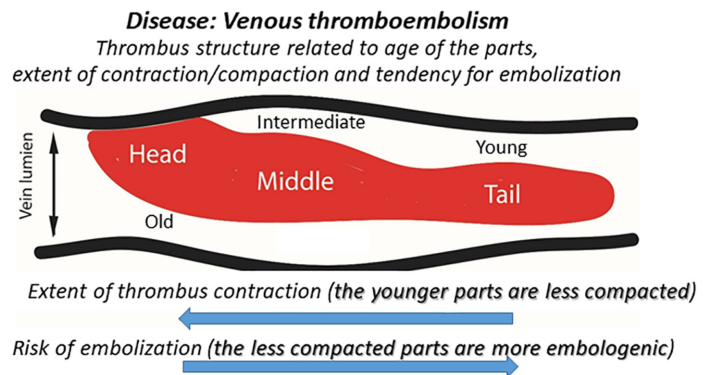 Disease: Venous thromboembolism
Thrombus structure related to age of the parts,
extent of contraction/compaction and tendency for embolization
Intermediate
Young
Head
Middle
Tail
Old
Vein lumien
Extent of thrombus contraction (the younger parts are less compacted)
Risk of embolization (the less compacted parts are more embologenic)